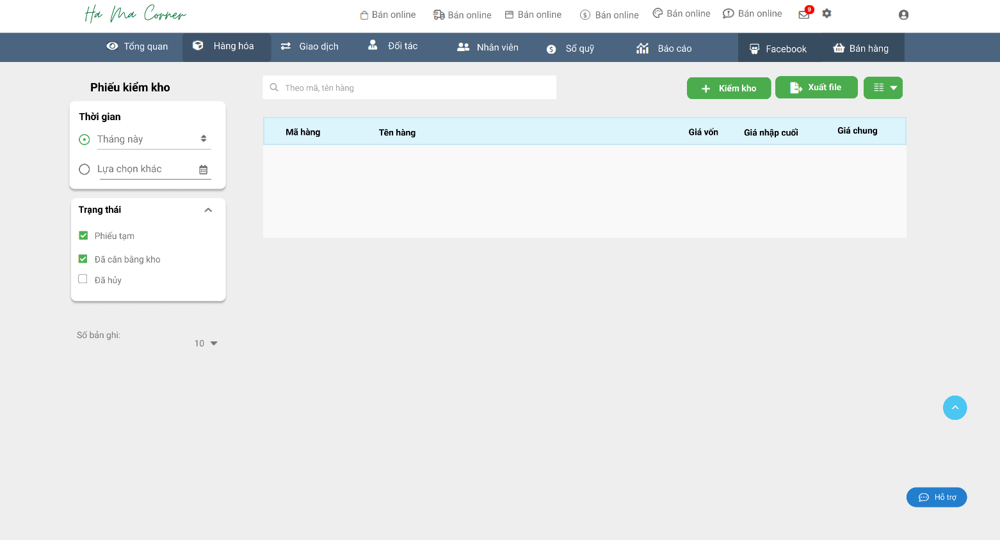 Ha Ma Corner
Bán online Bán online Bán online Bán online Bán online Bán online 9
Tổng quan Hàng hóa Giao dịch Đối tác Nhân viên Sổ quỹ Báo cáo Facebook Bán hàng
Phiếu kiểm kho
Theo mã, tên hàng
Kiểm kho Xuất file
Thời gian
Tháng này
Lựa chọn khác
Mã hàng Tên hàng Giá vốn Giá nhập cuối Giá chung
Trạng thái
Phiếu tạm
Đã cân bằng kho
Đã hủy
Số bản ghi:
10
Hỗ trợ